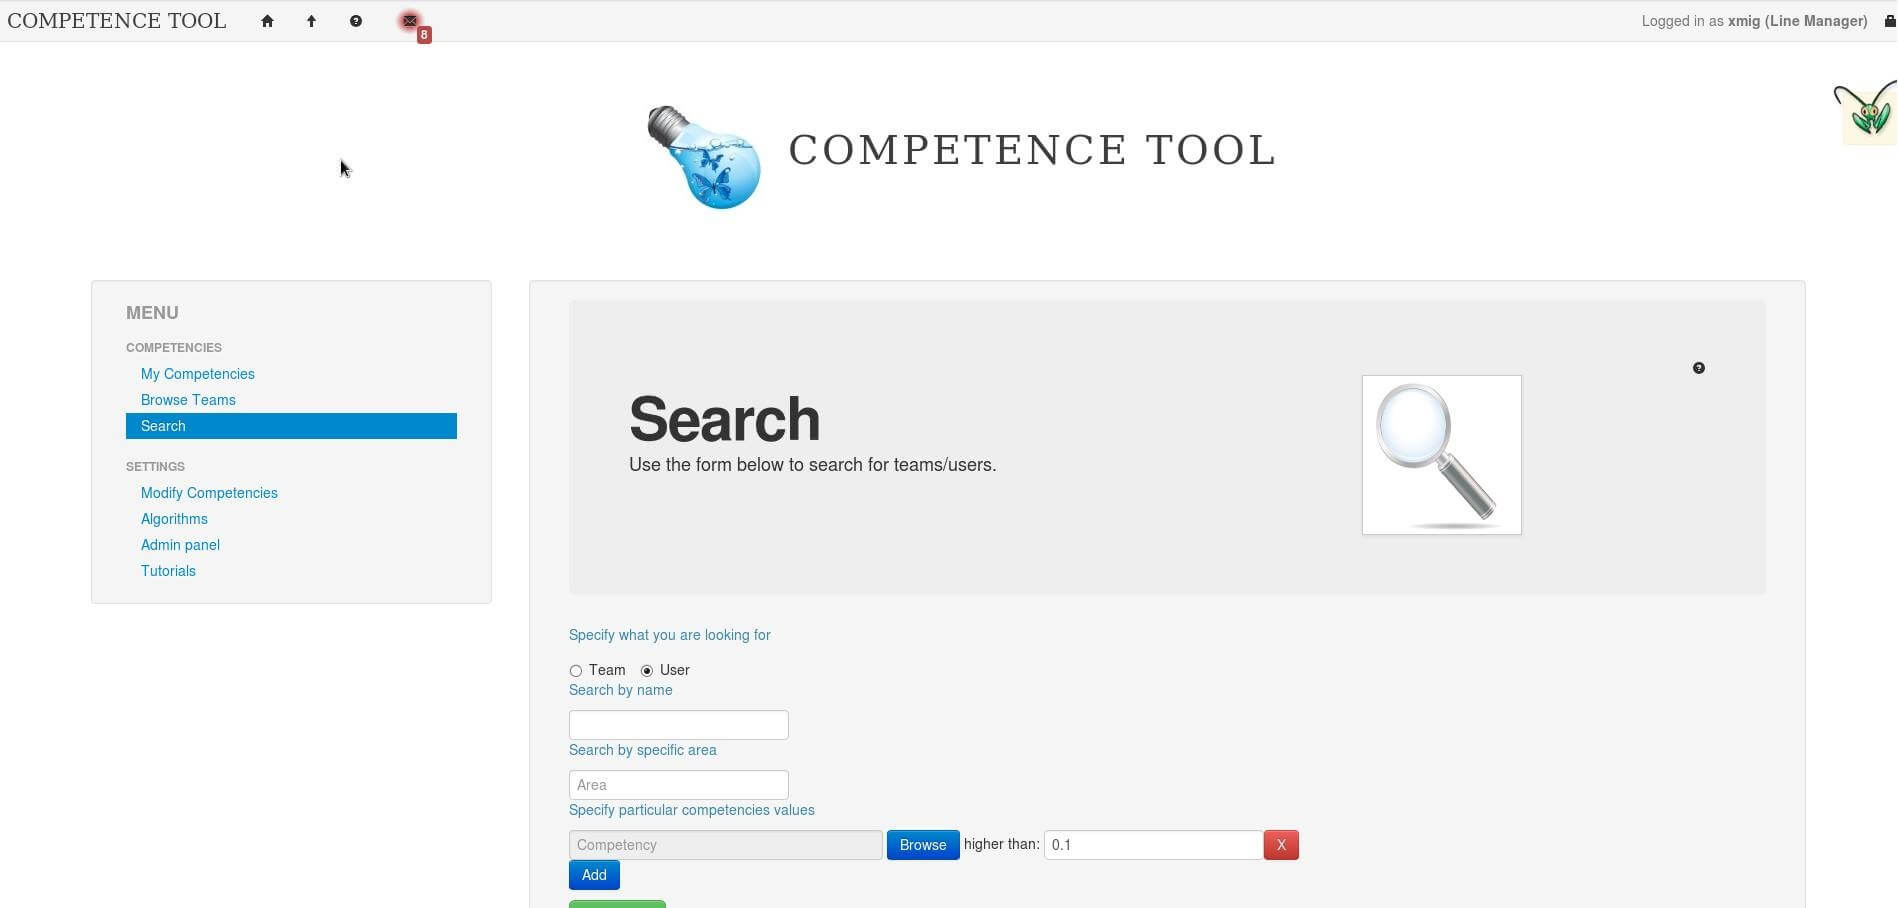 COMPETENCE TOOL
8
Logged in as xmig (Line Manager)
COMPETENCE TOOL
MENU
COMPETENCIES
My Competencies
Browse Teams
Search
SETTINGS
Modify Competencies
Algorithms
Admin panel
Tutorials
Search
Use the form below to search for teams/users.
Specify what you are looking for
Team User
Search by name
Search by specific area
Area
Specify particular competencies values
Competency Browse higher than: 0.1 X
Add